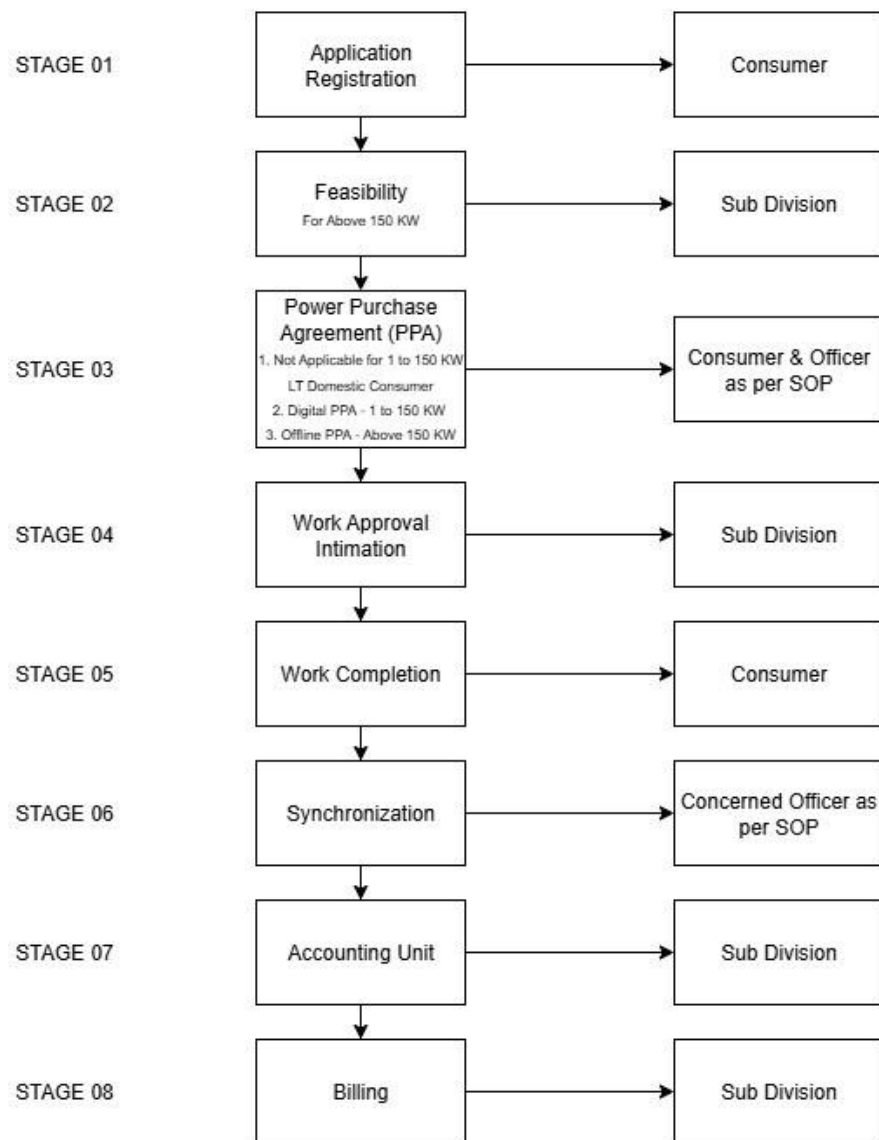 STAGE 01
Application
Registration
Consumer
STAGE 02
Feasibility
For Above 150 KW
Sub Division
STAGE 03
Power Purchase
Agreement (PPA)
1. Not Applicable for 1 to 150 KW
LT Domestic Consumer
2. Digital PPA - 1 to 150 KW
3. Offline PPA - Above 150 KW
Consumer & Officer
as per SOP
STAGE 04
Work Approval
Intimation
Sub Division
STAGE 05
Work Completion
Consumer
STAGE 06
Synchronization
Concerned Officer as
per SOP
STAGE 07
Accounting Unit
Sub Division
STAGE 08
Billing
Sub Division